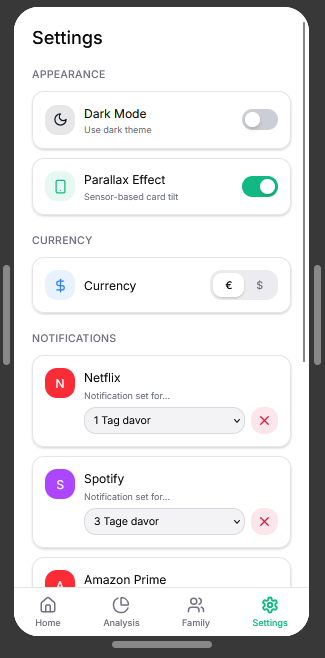 Settings
APPEARANCE
Dark Mode
Use dark theme
Parallax Effect
Sensor-based card tilt
CURRENCY
$
Currency
€ $
NOTIFICATIONS
N
Netflix
Notification set for...
1 Tag davor
S
Spotify
Notification set for...
3 Tage davor
A
Amazon Prime
Home Analysis Family Settings